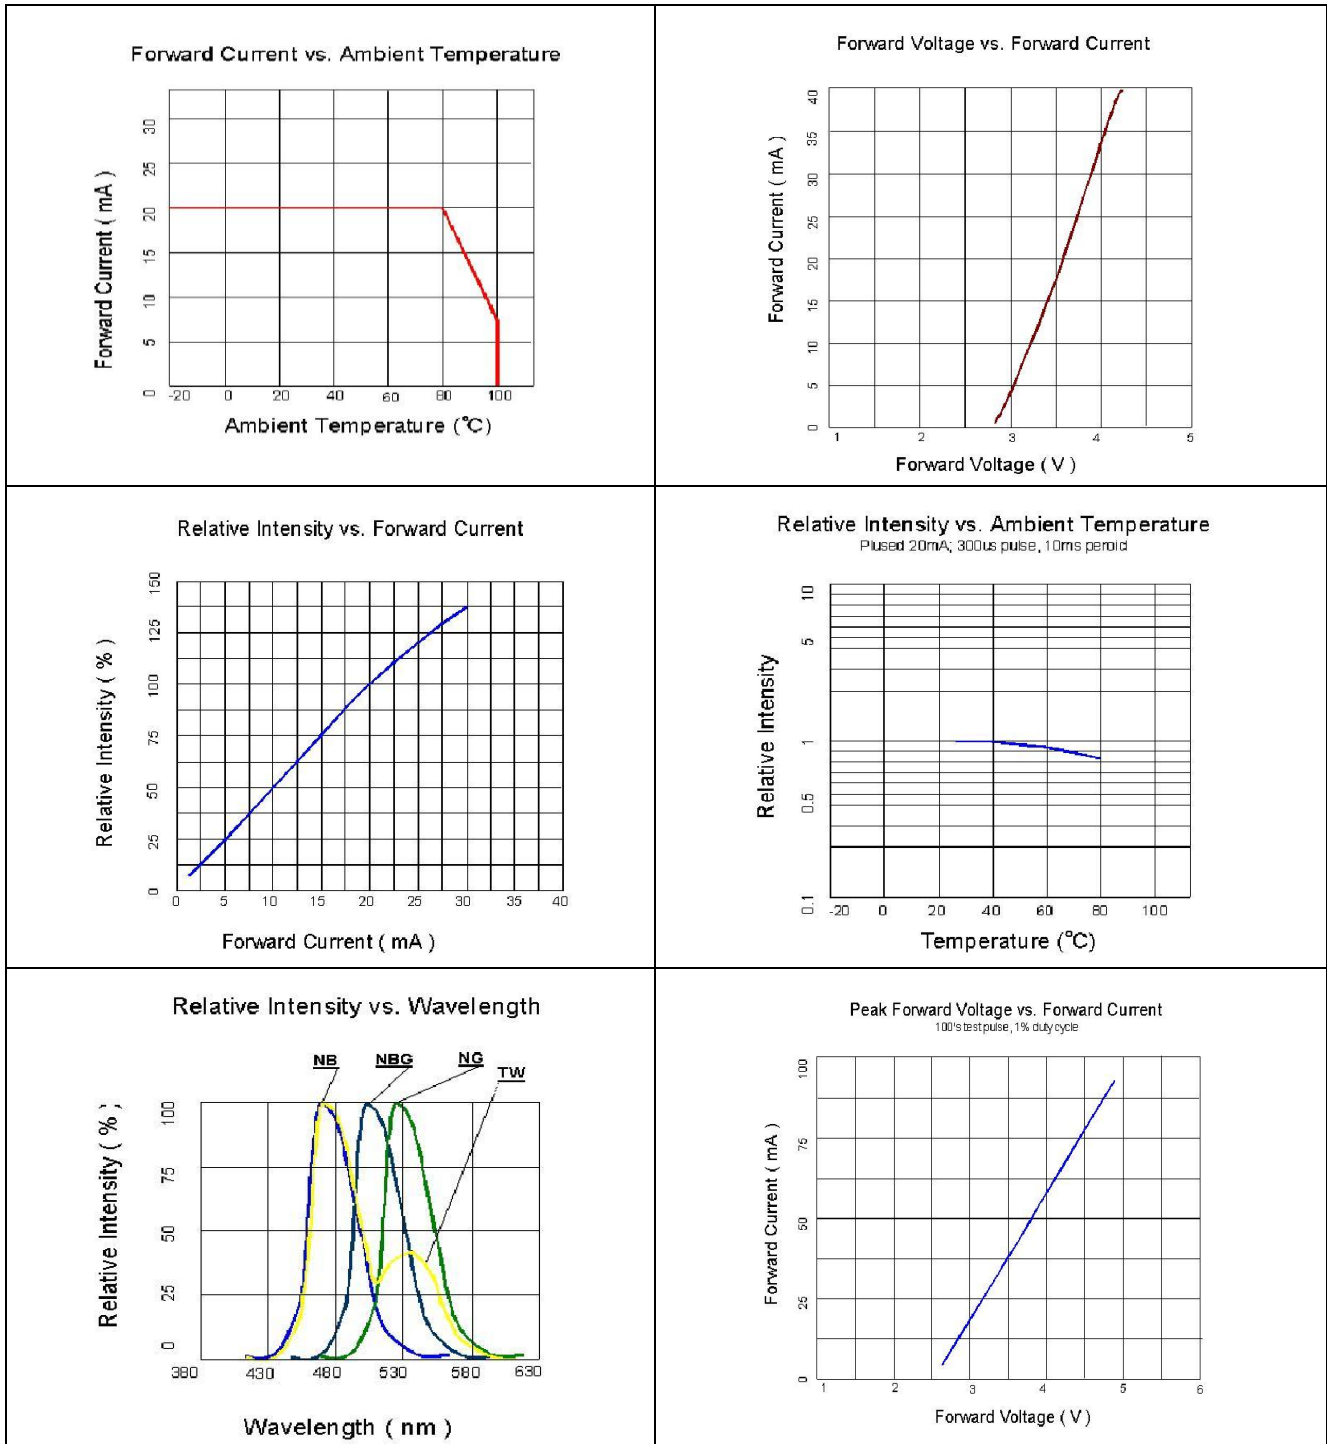 Forward Current vs. Ambient Temperature
Forward Current ( mA )
30
25
20
15
10
5
0
-20 0 20 40 60 80 100
Ambient Temperature (°C)
Forward Voltage vs. Forward Current
Forward Current ( mA )
40
35
30
25
20
15
10
5
0
1 2 3 4 5
Forward Voltage ( V )
Relative Intensity vs. Forward Current
Relative Intensity ( % )
150
125
100
75
50
25
0
0 5 10 15 20 25 30 35 40
Forward Current ( mA )
Relative Intensity vs. Ambient Temperature
Plused 20mA; 300us pulse, 10ms peroid
Relative Intensity
10
5
1
0.5
0.1
-20 0 20 40 60 80 100
Temperature (°C)
Relative Intensity vs. Wavelength
NB NBG NG TW
Relative Intensity ( % )
100
75
50
25
0
380 430 480 530 580 630
Wavelength ( nm )
Peak Forward Voltage vs. Forward Current
100's test pulse, 1% duty cycle
Forward Current ( mA )
100
75
50
25
0
1 2 3 4 5 6
Forward Voltage ( V )